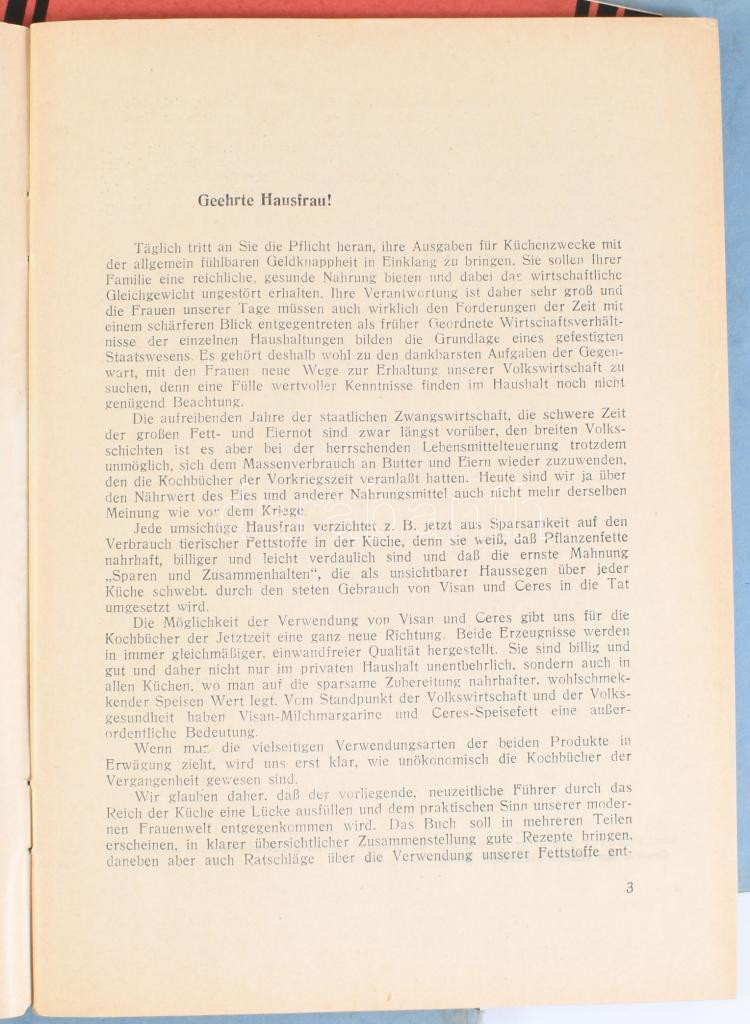 Geehrte Hausfrau!
Täglich tritt an Sie die Pflicht heran, ihre Ausgaben für Küchenzwecke mit
der allgemein fühlbaren Geldknappheit in Einklang zu bringen. Sie sollen Ihrer
Familie eine reichliche, gesunde Nahrung bieten und dabei das wirtschaftliche
Gleichgewicht ungestört erhalten. Ihre Verantwortung ist daher sehr groß und
die Frauen unserer Tage müssen auch wirklich den Forderungen der Zeit mit
einem schärferen Blick entgegentreten als früher Geordnete Wirtschaftsverhält-
nisse der einzelnen Haushaltungen bilden die Grundlage eines gefestigten
Staatswesens. Es gehört deshalb wohl zu den dankbarsten Aufgaben der Gegen-
wart, mit den Frauen neue Wege zur Erhaltung unserer Volkswirtschaft zu
suchen, denn eine Fülle wertvoller Kenntnisse finden im Haushalt noch nicht
genügend Beachtung.
Die aufreibenden Jahre der staatlichen Zwangswirtschaft, die schwere Zeit
der großen Fett- und Eiernot sind zwar längst vorüber, den breiten Volks-
schichten ist es aber bei der herrschenden Lebensmittelteuerung trotzdem
unmöglich, sich dem Massenverbrauch an Butter und Eiern wieder zuzuwenden,
den die Kochbücher der Vorkriegszeit veranlaßt hatten. Heute sind wir ja über
den Nährwert des Eies und anderer Nahrungsmittel auch nicht mehr derselben
Meinung wie vor dem Kriege.
Jede umsichtige Hausfrau verzichtet z. B. jetzt aus Sparsamkeit auf den
Verbrauch tierischer Fettstoffe in der Küche, denn sie weiß, daß Pflanzenfette
nahrhaft, billiger und leicht verdaulich sind und daß die ernste Mahnung
„Sparen und Zusammenhalten“, die als unsichtbarer Haussegen über jeder
Küche schwebt, durch den steten Gebrauch von Visan und Ceres in die Tat
umgesetzt wird.
Die Möglichkeit der Verwendung von Visan und Ceres gibt uns für die
Kochbücher der Jetztzeit eine ganz neue Richtung. Beide Erzeugnisse werden
in immer gleichmäßiger, einwandfreier Qualität hergestellt. Sie sind billig und
gut und daher nicht nur im privaten Haushalt unentbehrlich, sondern auch in
allen Küchen, wo man auf die sparsame Zubereitung nahrhafter, wohlschmek-
kender Speisen Wert legt. Vom Standpunkt der Volkswirtschaft und der Volks-
gesundheit haben Visan-Milchmargarine und Ceres-Speisefett eine außer-
ordentliche Bedeutung.
Wenn man die vielseitigen Verwendungsarten der beiden Produkte in
Erwägung zieht, wird uns erst klar, wie unökonomisch die Kochbücher der
Vergangenheit gewesen sind.
Wir glauben daher, daß der vorliegende, neuzeitliche Führer durch das
Reich der Küche eine Lücke ausfüllen und dem praktischen Sinn unserer moder-
nen Frauenwelt entgegenkommen wird. Das Buch soll in mehreren Teilen
erscheinen, in klarer übersichtlicher Zusammenstellung gute Rezepte bringen,
daneben aber auch Ratschläge über die Verwendung unserer Fettstoffe ent-
3